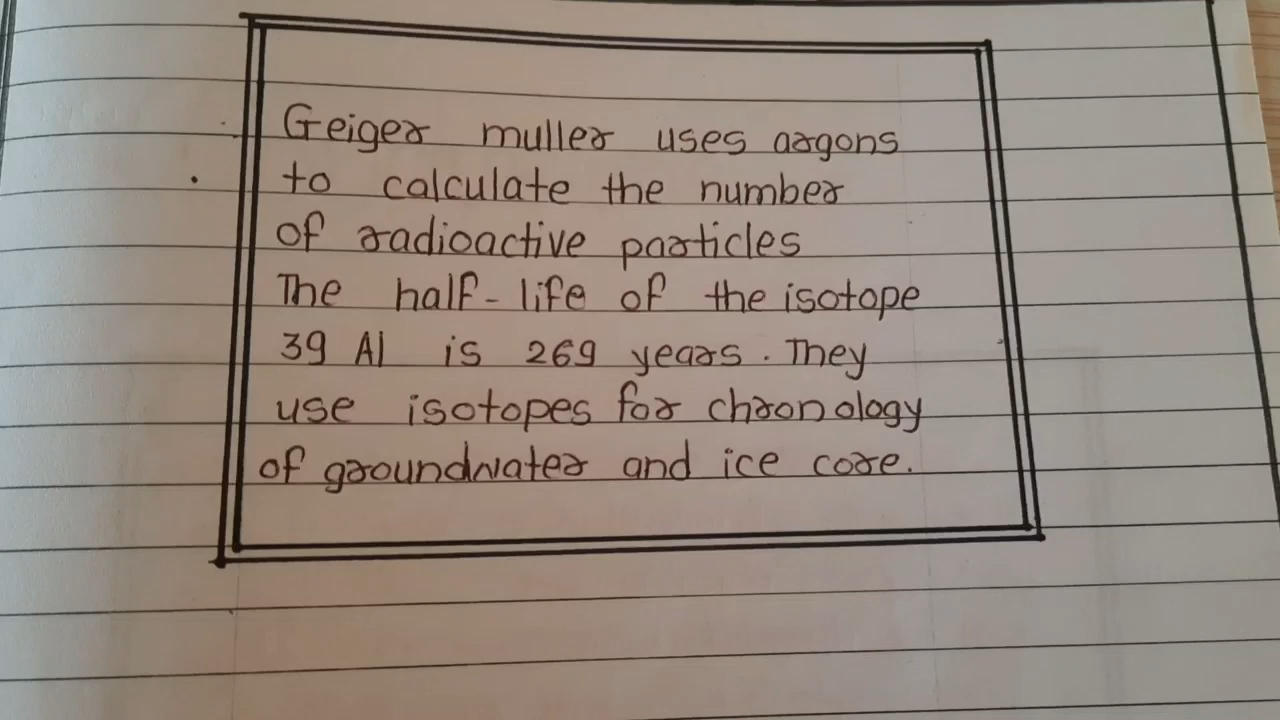 Geiger muller uses argons
to calculate the number
of radioactive particles
The half-life of the isotope
39 Al is 269 years. They
use isotopes for chronology
of groundwater and ice core.